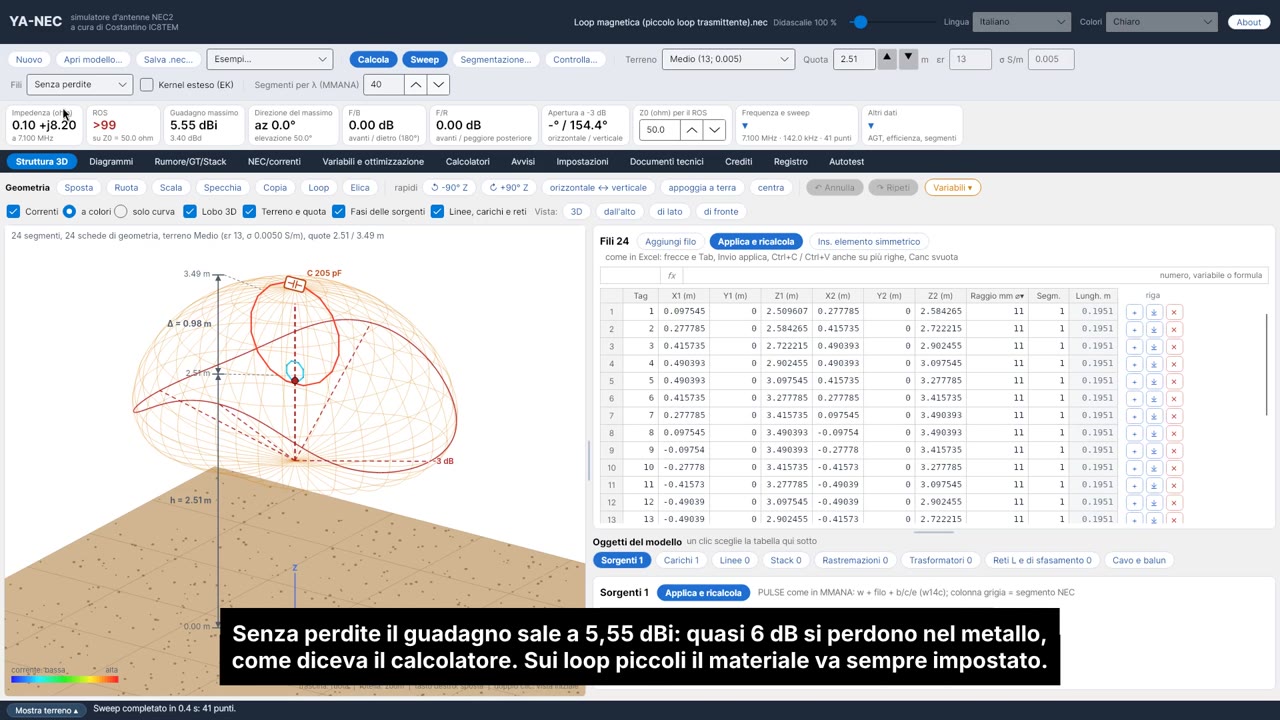 YA-NEC
simulatore d'antenne NEC2
a cura di Costantino IC8TEM
Loop magnetica (piccolo loop trasmittente).nec
Didascalie 100 %
Lingua
Italiano
Colori
Chiaro
About
Nuovo
Apri modello...
Salva .nec...
Esempi...
Calcola
Sweep
Segmentazione...
Controlla...
Terreno
Medio (13; 0.005)
Quota
2.51
m
εr
13
σ S/m
0.005
Fili
Senza perdite
Kernel esteso (EK)
Segmenti per λ (MMANA)
40
Impedenza (ohm)
0.10 +j8.20
a 7.100 MHz
ROS
>99
su Z0 = 50.0 ohm
Guadagno massimo
5.55 dBi
3.40 dBd
Direzione del massimo
az 0.0°
elevazione 50.0°
F/B
0.00 dB
avanti / dietro (180°)
F/R
0.00 dB
avanti / peggiore posteriore
Apertura a -3 dB
-° / 154.4°
orizzontale / verticale
Z0 (ohm) per il ROS
50.0
Frequenza e sweep
▼
7.100 MHz · 142.0 kHz · 41 punti
Altri dati
▼
AGT, efficienza, segmenti
Struttura 3D
Diagrammi
Rumore/GT/Stack
NEC/correnti
Variabili e ottimizzazione
Calcolatori
Avvisi
Impostazioni
Documenti tecnici
Crediti
Registro
Autotest
Geometria
Sposta
Ruota
Scala
Specchia
Copia
Loop
Elica
rapidi
↺ -90° Z
↻ +90° Z
orizzontale ↔ verticale
appoggia a terra
centra
↶ Annulla
↷ Ripeti
Variabili ▾
Correnti
a colori
solo curva
Lobo 3D
Terreno e quota
Fasi delle sorgenti
Linee, carichi e reti
Vista:
3D
dall'alto
di lato
di fronte
24 segmenti, 24 schede di geometria, terreno Medio (εr 13, σ 0.0050 S/m), quote 2.51 / 3.49 m
3.49 m
C 205 pF
Δ = 0.98 m
2.51 m
-3 dB
h = 2.51 m
Z
0.00 m
corrente: bassa
alta
Fili 24
Aggiungi filo
Applica e ricalcola
Ins. elemento simmetrico
come in Excel: frecce e Tab, Invio applica, Ctrl+C / Ctrl+V anche su più righe, Canc svuota
fx
numero, variabile o formula
Tag X1 (m) Y1 (m) Z1 (m) X2 (m) Y2 (m) Z2 (m) Raggio mm ⌀▾ Segm. Lungh. m riga
1 1 0.097545 0 2.509607 0.277785 0 2.584265 11 1 0.1951
2 2 0.277785 0 2.584265 0.415735 0 2.722215 11 1 0.1951
3 3 0.415735 0 2.722215 0.490393 0 2.902455 11 1 0.1951
4 4 0.490393 0 2.902455 0.490393 0 3.097545 11 1 0.1951
5 5 0.490393 0 3.097545 0.415735 0 3.277785 11 1 0.1951
6 6 0.415735 0 3.277785 0.277785 0 3.415735 11 1 0.1951
7 7 0.277785 0 3.415735 0.097545 0 3.490393 11 1 0.1951
8 8 0.097545 0 3.490393 -0.09754 0 3.490393 11 1 0.1951
9 9 -0.09754 0 3.490393 -0.27778 0 3.415735 11 1 0.1951
10 10 -0.27778 0 3.415735 -0.41573 0 3.277785 11 1 0.1951
11 11 -0.41573 0 3.277785 -0.49039 0 3.097545 11 1 0.1951
12 12 -0.49039 0 3.097545 -0.49039 0 2.902455 11 1 0.1951
13 13 -0.49039 0 2.902455 -0.41573 0 2.722215 11 1 0.1951
Oggetti del modello
un clic sceglie la tabella qui sotto
Sorgenti 1
Carichi 1
Linee 0
Stack 0
Rastremazioni 0
Trasformatori 0
Reti L e di sfasamento 0
Cavo e balun
Sorgenti 1
Applica e ricalcola
PULSE come in MMANA: w + filo + b/c/e (w14c); colonna grigia = segmento NEC
Senza perdite il guadagno sale a 5,55 dBi: quasi 6 dB si perdono nel metallo,
come diceva il calcolatore. Sui loop piccoli il materiale va sempre impostato.
Mostra terreno ▴
Sweep completato in 0.4 s: 41 punti.